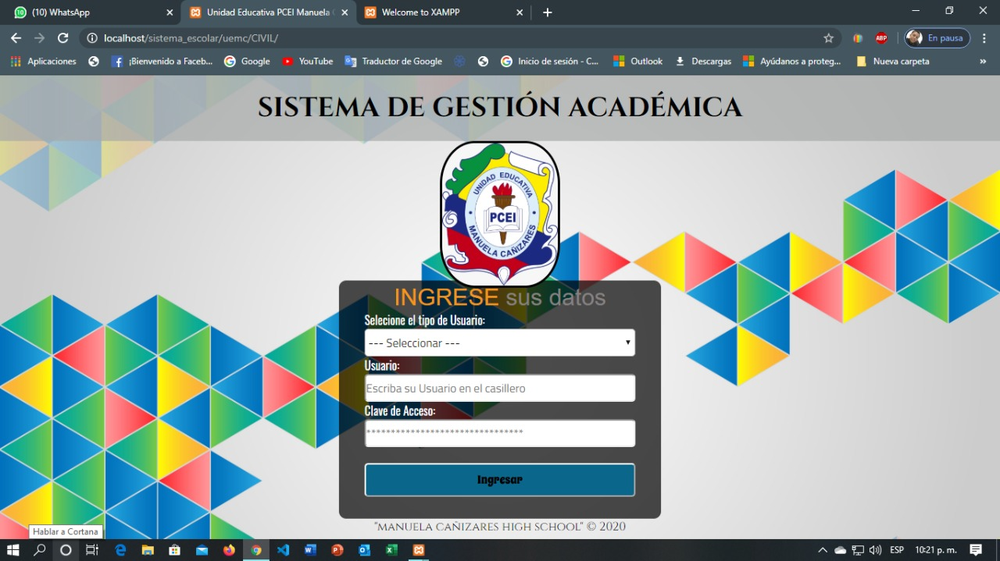 (10) WhatsApp
Unidad Educativa PCEI Manuela
Welcome to XAMPP
localhost/sistema_escolar/uemc/CIVIL/
ABP
En pausa
Aplicaciones
¡Bienvenido a Faceb...
Google
YouTube
Traductor de Google
Inicio de sesión - C...
Outlook
Descargas
Ayúdanos a proteg...
Nueva carpeta
»
SISTEMA DE GESTIÓN ACADÉMICA
UNIDAD EDUCATIVA
PCEI
MANUELA CAÑIZARES
INGRESE sus datos
Selecione el tipo de Usuario:
--- Seleccionar ---
Usuario:
Escriba su Usuario en el casillero
Clave de Acceso:
********************************
Ingresar
"MANUELA CAÑIZARES HIGH SCHOOL" © 2020
Hablar a Cortana
ESP
10:21 p. m.